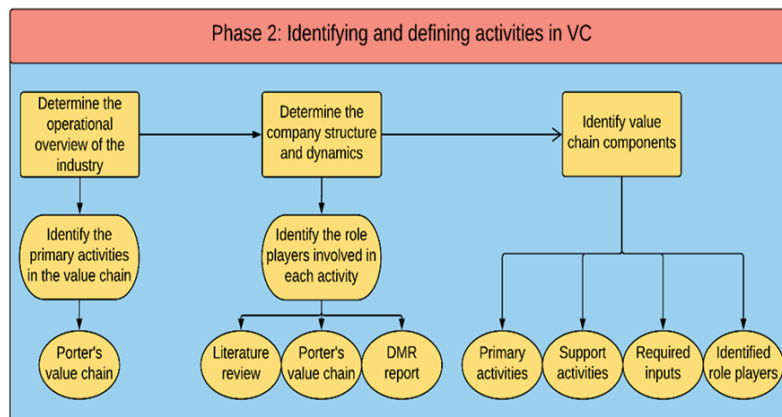 Phase 2: Identifying and defining activities in VC
Determine the
operational
overview of the
industry
Determine the
company structure
and dynamics
Identify value
chain components
Identify the
primary activities
in the value chain
Identify the role
players involved in
each activity
Porter's
value chain
Literature
review
Porter's
value chain
DMR
report
Primary
activities
Support
activities
Required
inputs
Identified
role players